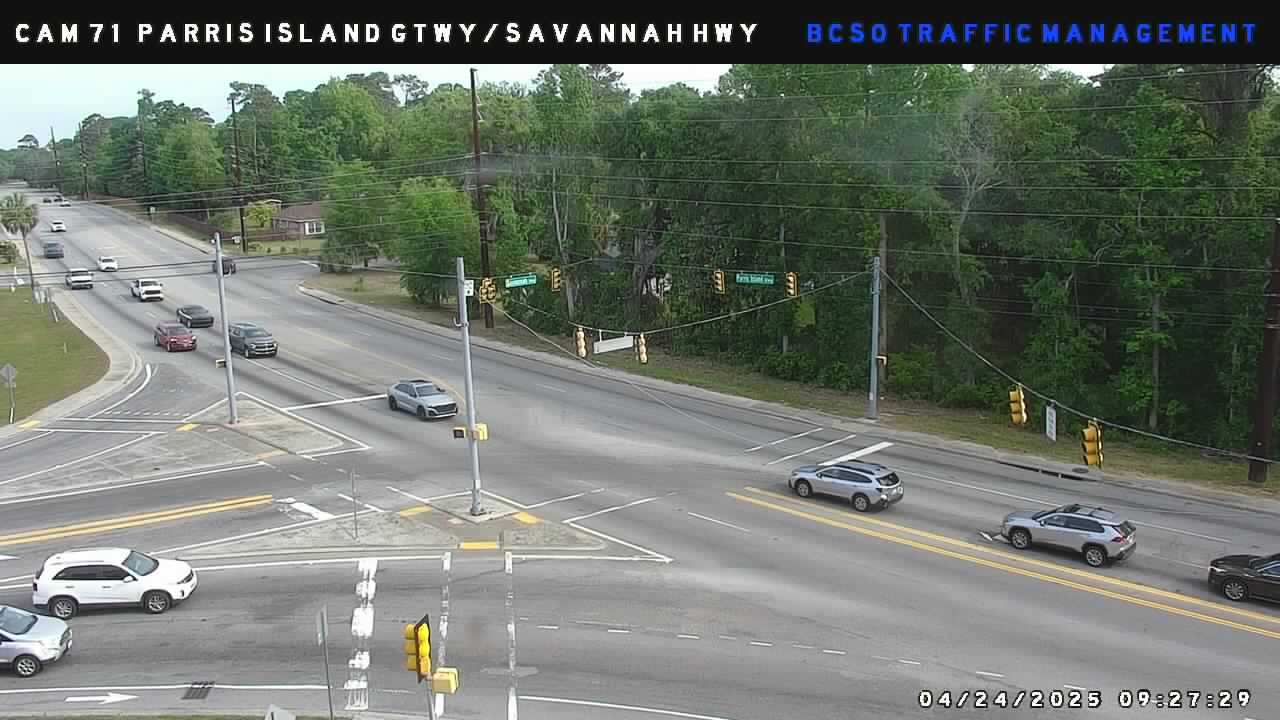 CAM 71 PARRIS ISLAND GTWY/SAVANNAH HWY BCSO TRAFFIC MANAGEMENT
04/24/2025 09:27:29